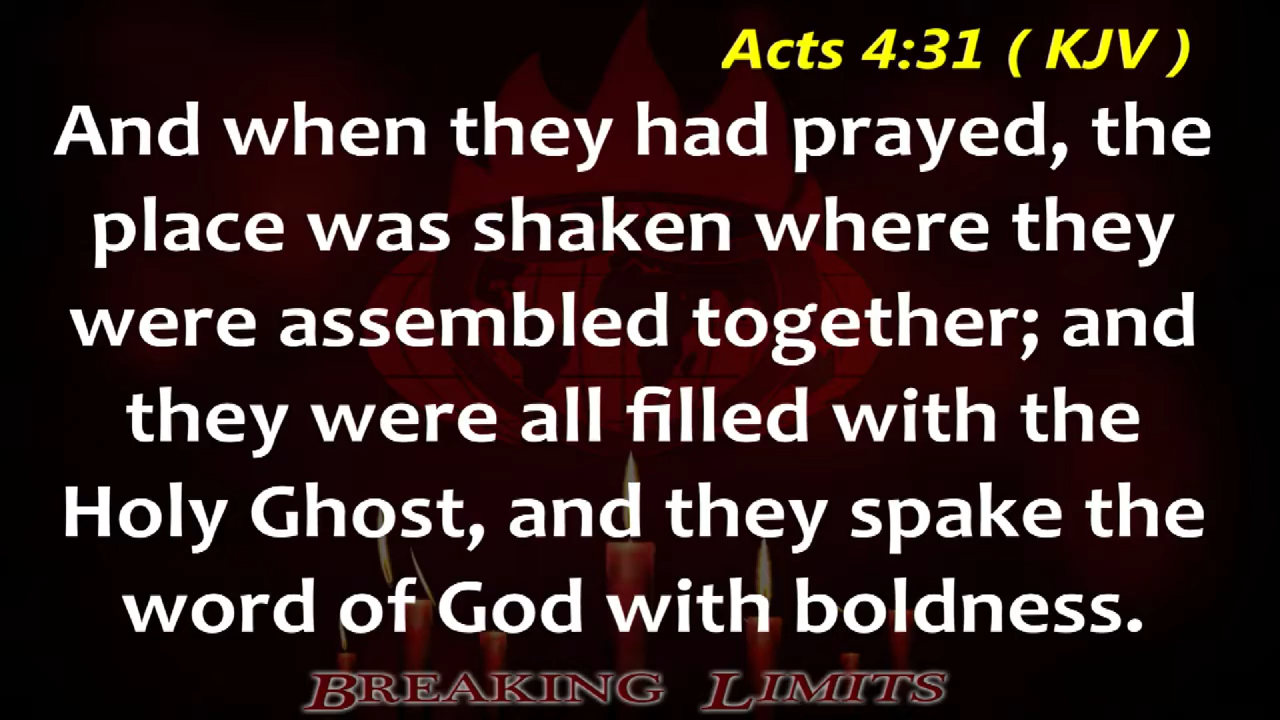 Acts 4:31 ( KJV )
And when they had prayed, the
place was shaken where they
were assembled together; and
they were all filled with the
Holy Ghost, and they spake the
word of God with boldness.
BREAKING LIMITS